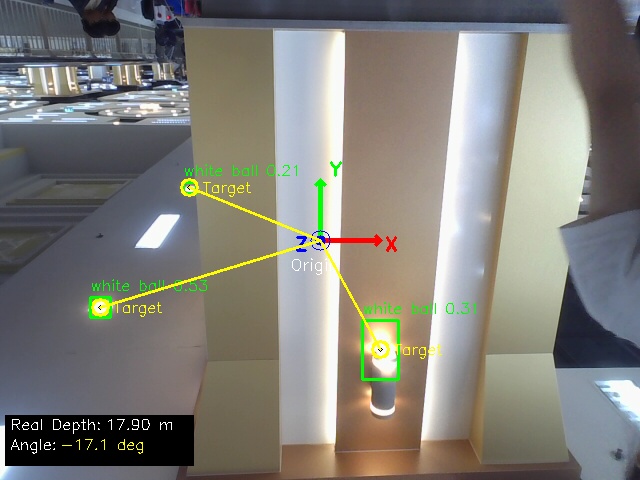 white ball 0.21
Target
Y
Z
X
Origi
white ball 0.53
Target
white ball 0.31
Target
Real Depth: 17.90 m
Angle: -17.1 deg